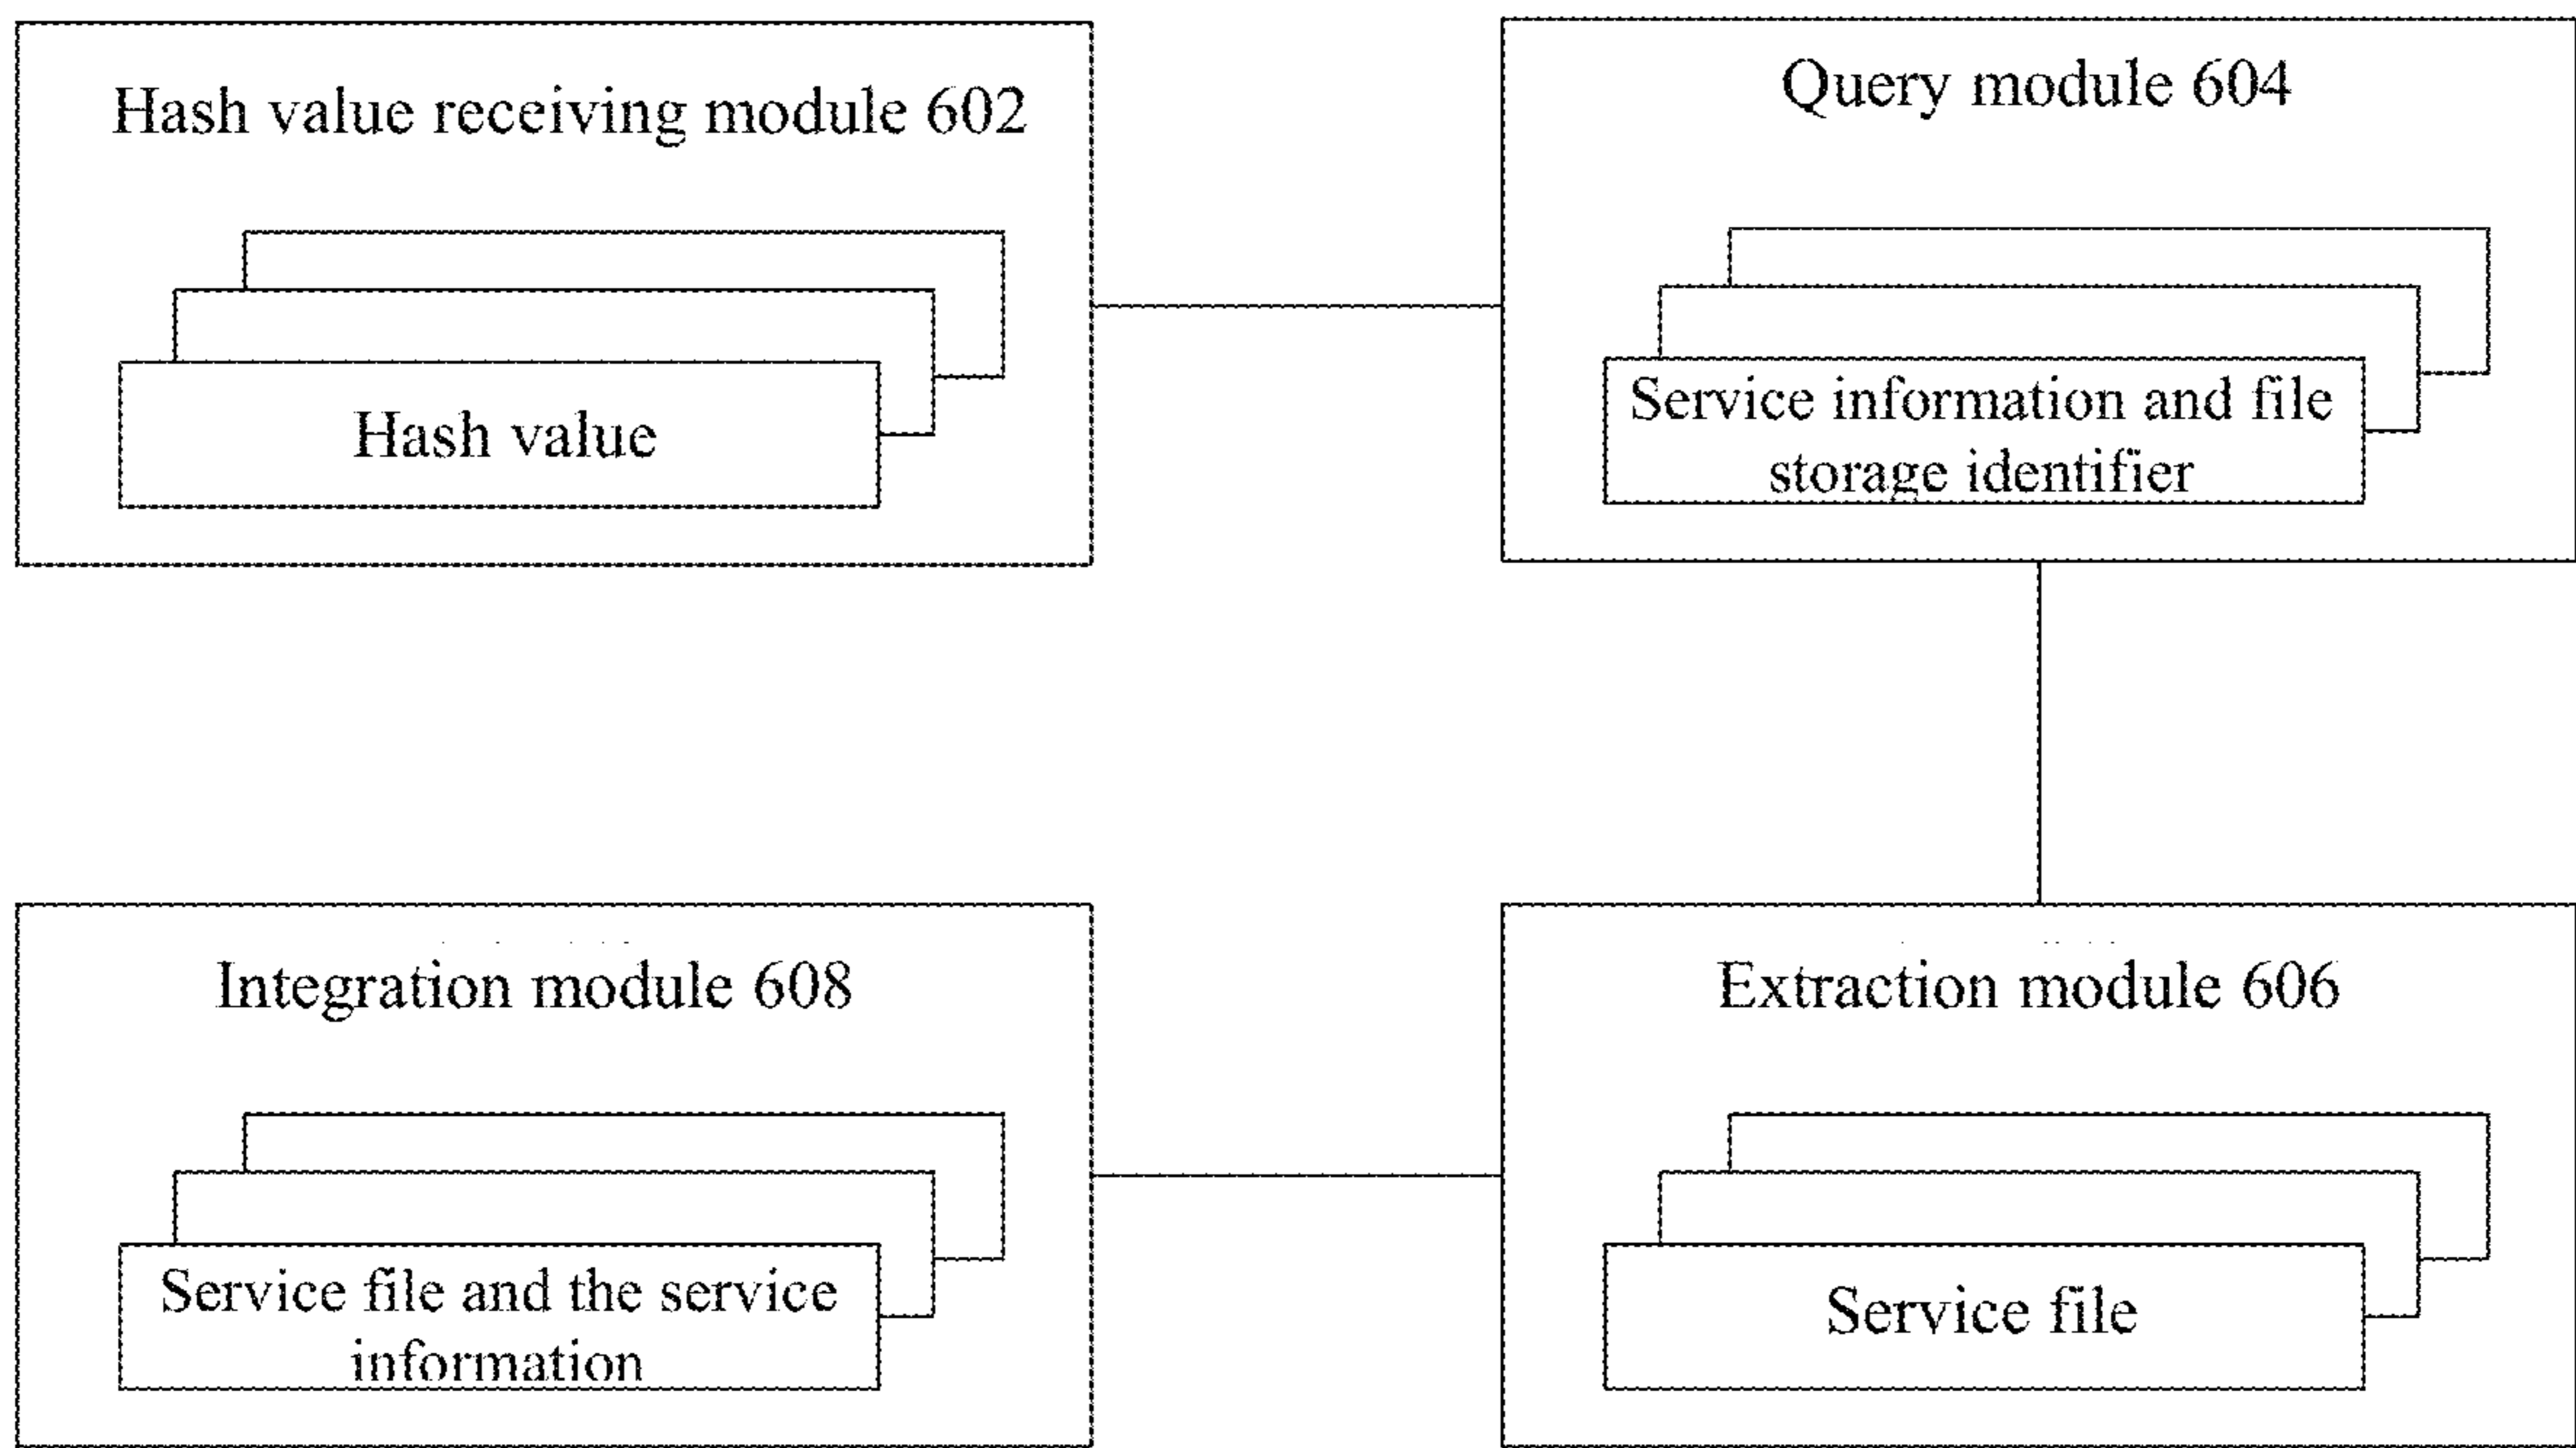 Hash value receiving module 602
Hash value
Query module 604
Service information and file
storage identifier
Integration module 608
Service file and the service
information
Extraction module 606
Service file